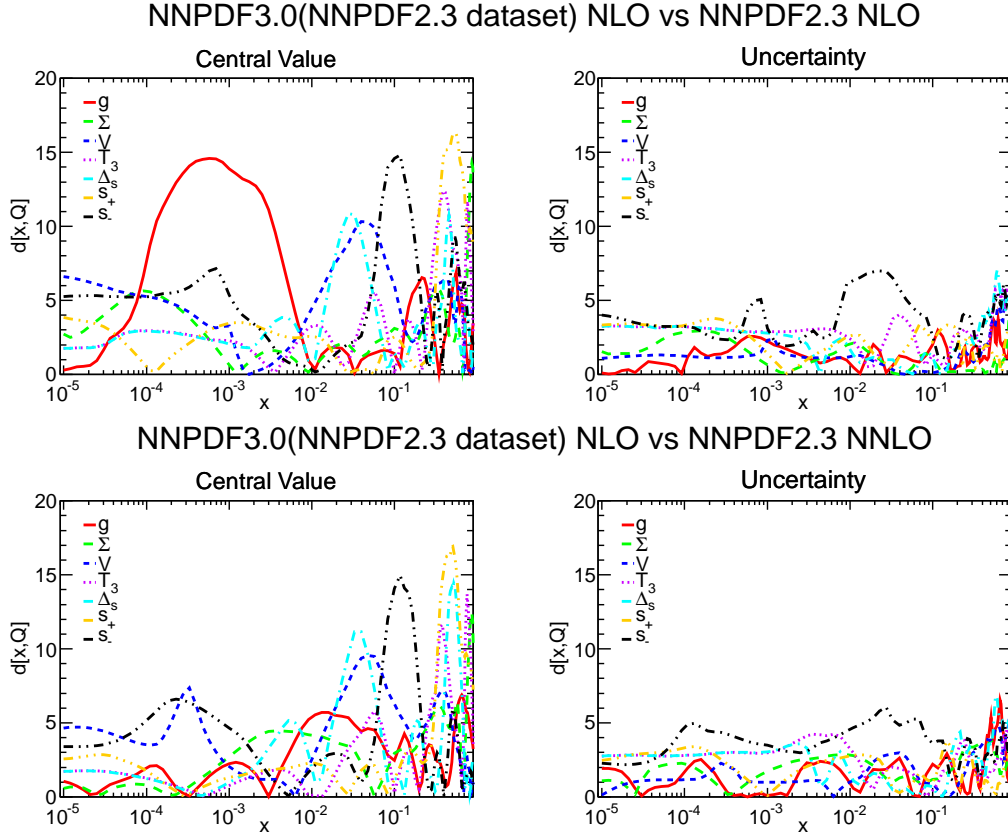 NNPDF3.0(NNPDF2.3 dataset) NLO vs NNPDF2.3 NLO
Central Value
d[x,Q]
20
15
10
5
0
g
Σ
V
T₃
Δₛ
s₊
s₋
10⁻⁵ 10⁻⁴ 10⁻³ 10⁻² 10⁻¹
x
Uncertainty
d[x,Q]
20
15
10
5
0
g
Σ
V
T₃
Δₛ
s₊
s₋
10⁻⁵ 10⁻⁴ 10⁻³ 10⁻² 10⁻¹
x
NNPDF3.0(NNPDF2.3 dataset) NLO vs NNPDF2.3 NNLO
Central Value
d[x,Q]
20
15
10
5
0
g
Σ
V
T₃
Δₛ
s₊
s₋
10⁻⁵ 10⁻⁴ 10⁻³ 10⁻² 10⁻¹
x
Uncertainty
d[x,Q]
20
15
10
5
0
g
Σ
V
T₃
Δₛ
s₊
s₋
10⁻⁵ 10⁻⁴ 10⁻³ 10⁻² 10⁻¹
x